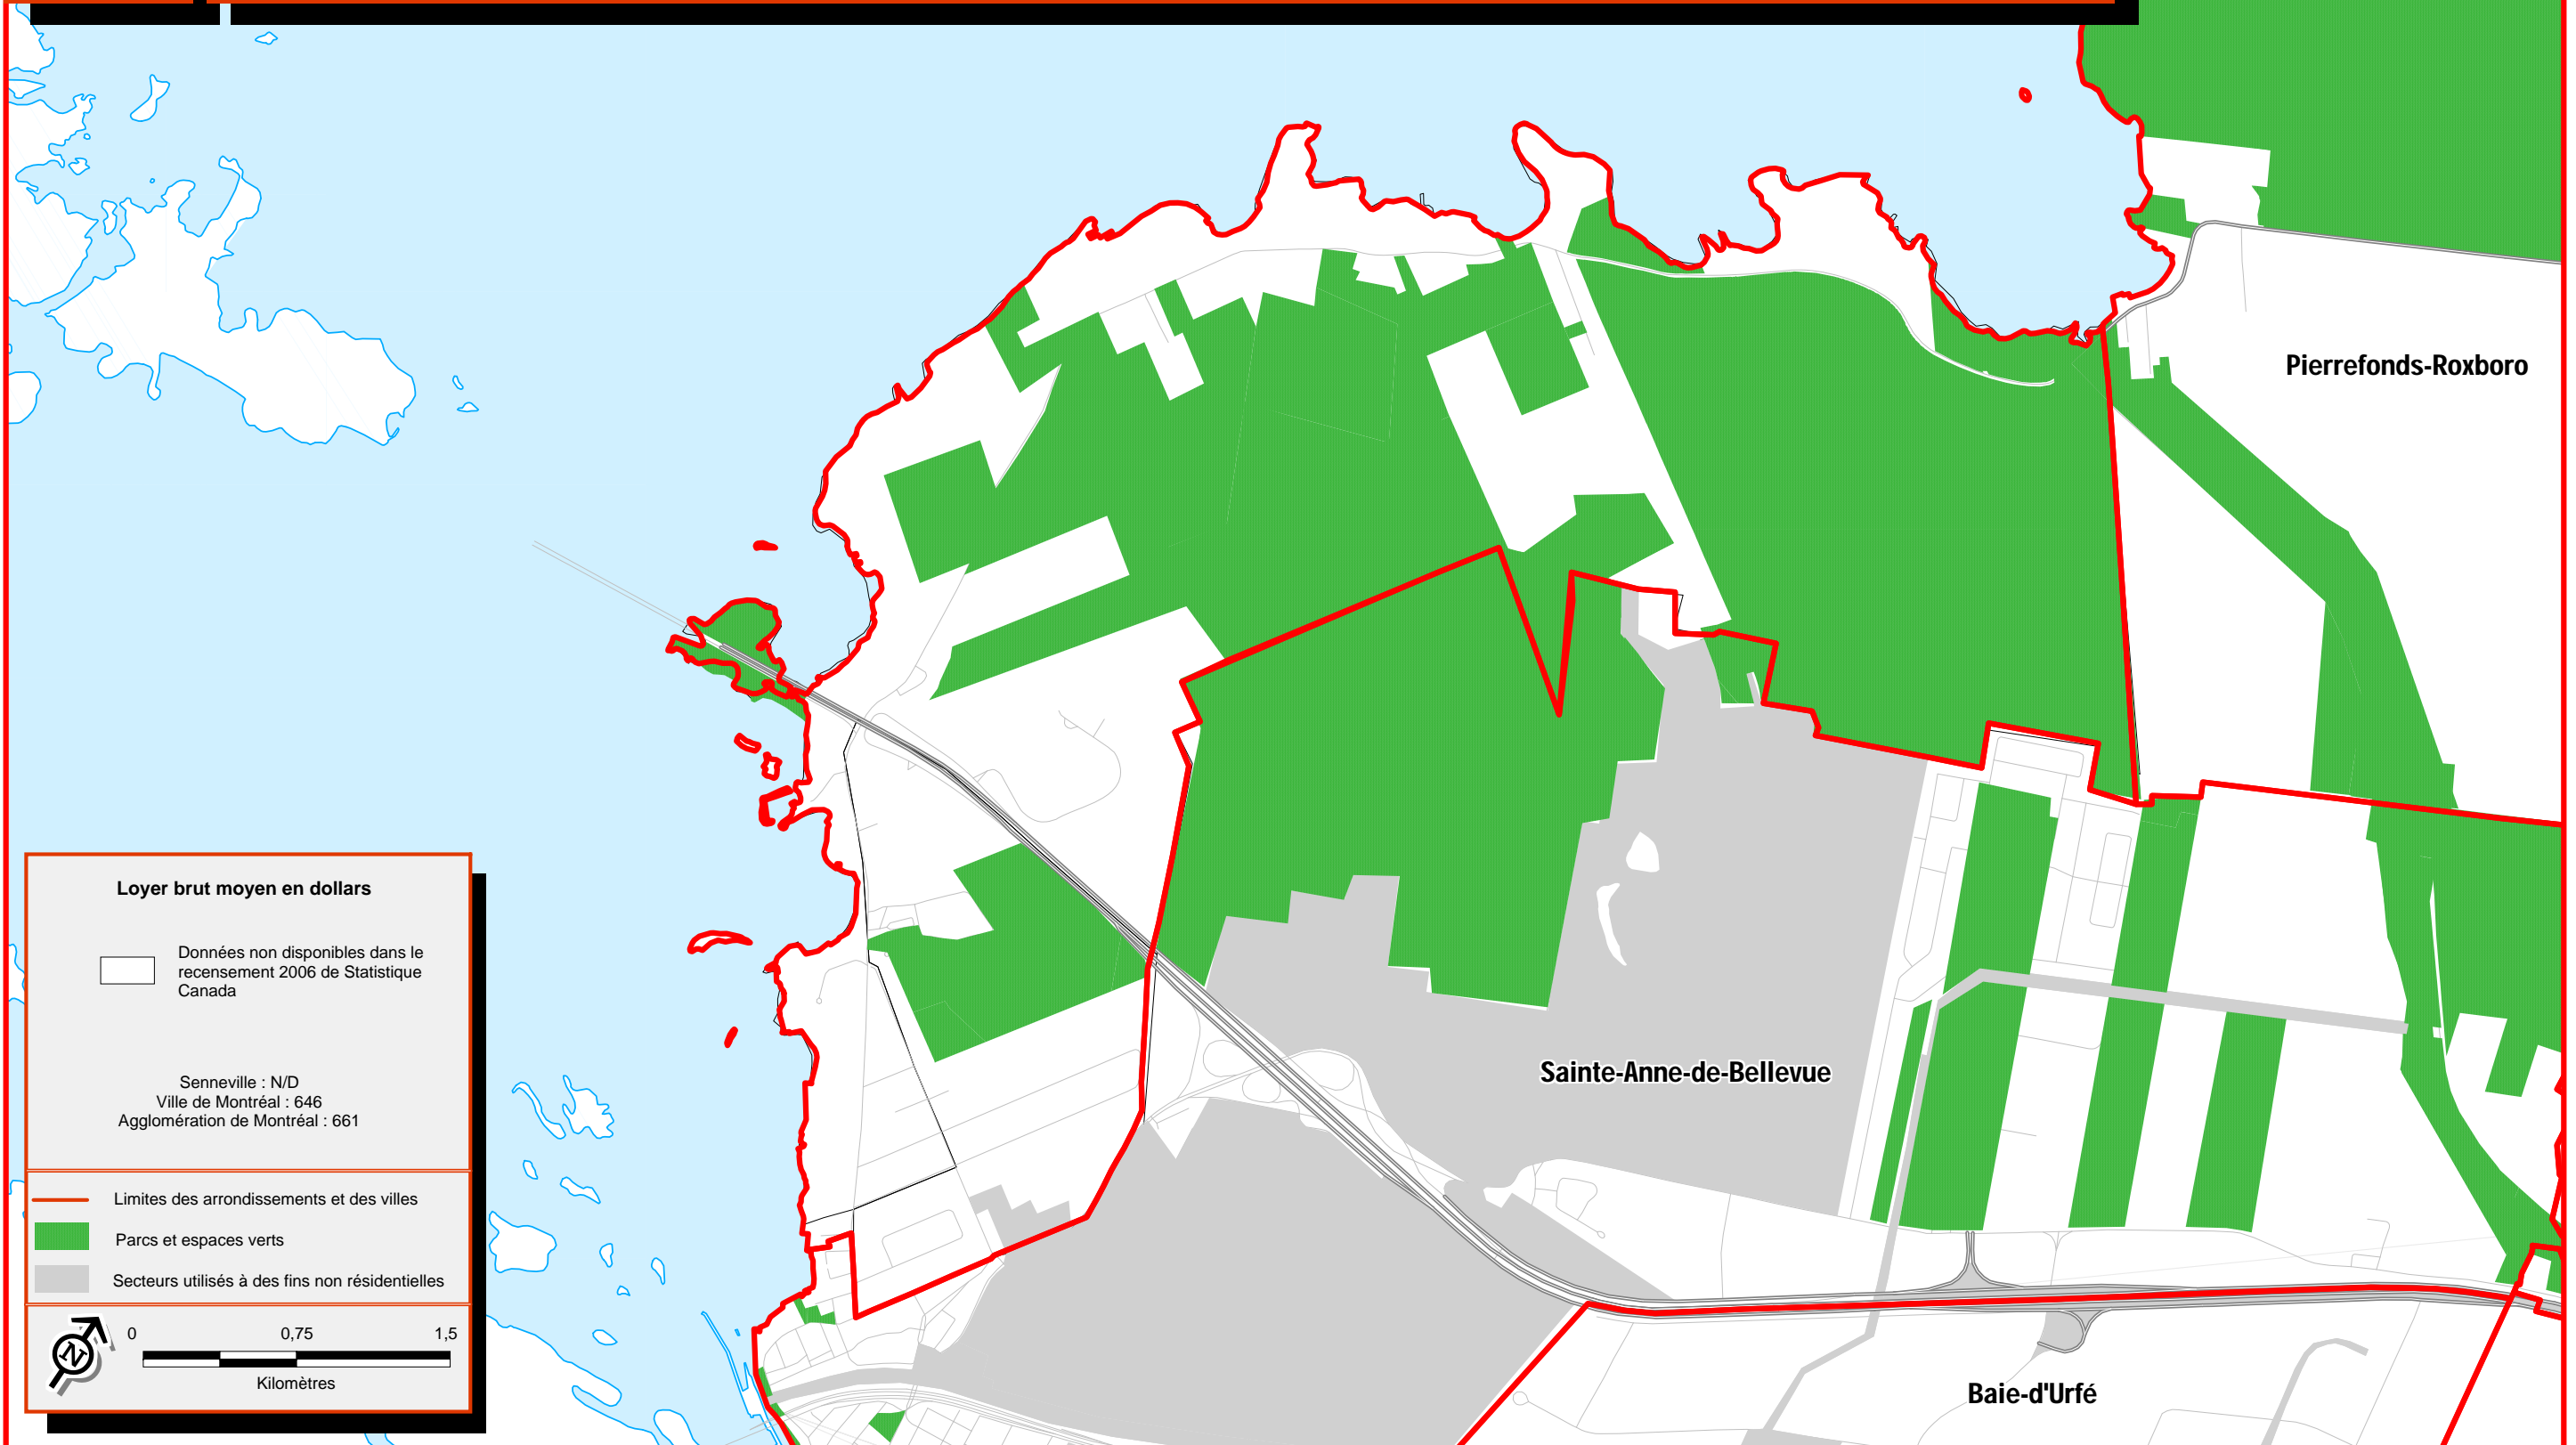 Pierrefonds-Roxboro
Loyer brut moyen en dollars
Données non disponibles dans le
recensement 2006 de Statistique
Canada
Senneville : N/D
Ville de Montréal : 646
Agglomération de Montréal : 661
Limites des arrondissements et des villes
Parcs et espaces verts
Secteurs utilisés à des fins non résidentielles
N
0 0,75 1,5
Kilomètres
Sainte-Anne-de-Bellevue
Baie-d'Urfé